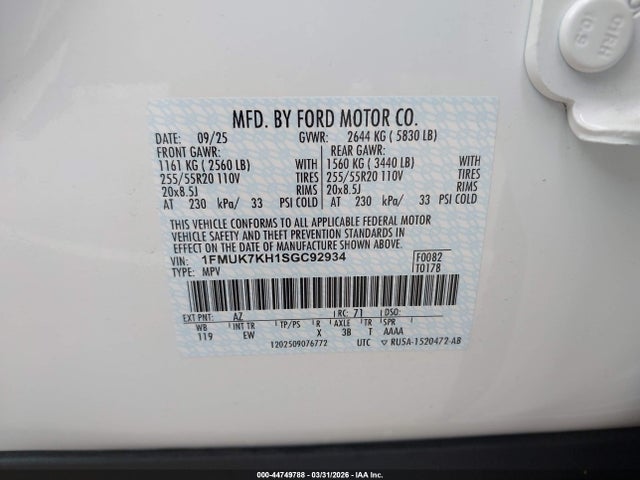 CTRH
10.9
MFD. BY FORD MOTOR CO.
DATE: 09/25 GVWR: 2644 KG ( 5830 LB)
FRONT GAWR: REAR GAWR:
1161 KG ( 2560 LB) WITH 1560 KG ( 3440 LB) WITH
255/55R20 110V TIRES 255/55R20 110V TIRES
20x8.5J RIMS 20x8.5J RIMS
AT 230 kPa/ 33 PSI COLD AT 230 kPa/ 33 PSI COLD
THIS VEHICLE CONFORMS TO ALL APPLICABLE FEDERAL MOTOR
VEHICLE SAFETY AND THEFT PREVENTION STANDARDS IN
EFFECT ON THE DATE OF MANUFACTURE SHOWN ABOVE.
VIN: 1FMUK7KH1SGC92934 F0082
TYPE: MPV T0178
EXT PNT: AZ RC: 71 DSO:
WB INT TR TP/PS R AXLE TR SPR
119 EW X 3B T AAAA
1202509076772 UTC ▽ RUSA-1520472-AB
000-44749788 - 03/31/2026 - IAA Inc.